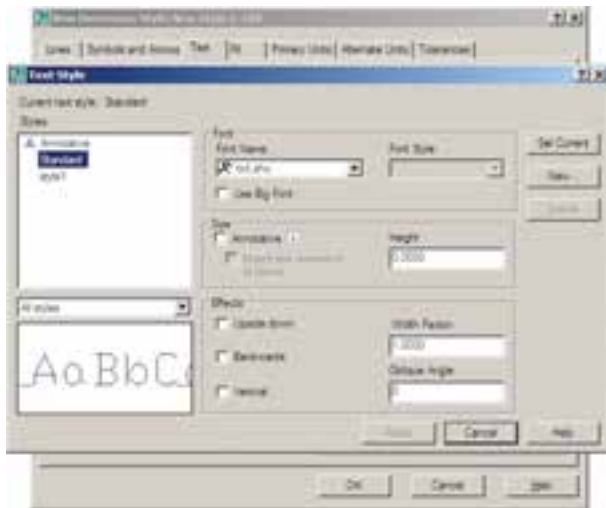 Lines Symbols and Arrows Text Fit Primary Units Alternate Units Tolerances
Text Style
Current text style: Standard
Styles:
Annotative
Standard
style1
Font
Font Name:
Font Style:
txt.shx
Use Big Font
Set Current
New...
Delete
Size
Annotative
Height
0.0000
All styles
AaBbC
Effects
Upside down
Backwards
Vertical
Width Factor:
1.0000
Oblique Angle:
0
Apply Cancel Help
OK Cancel Help